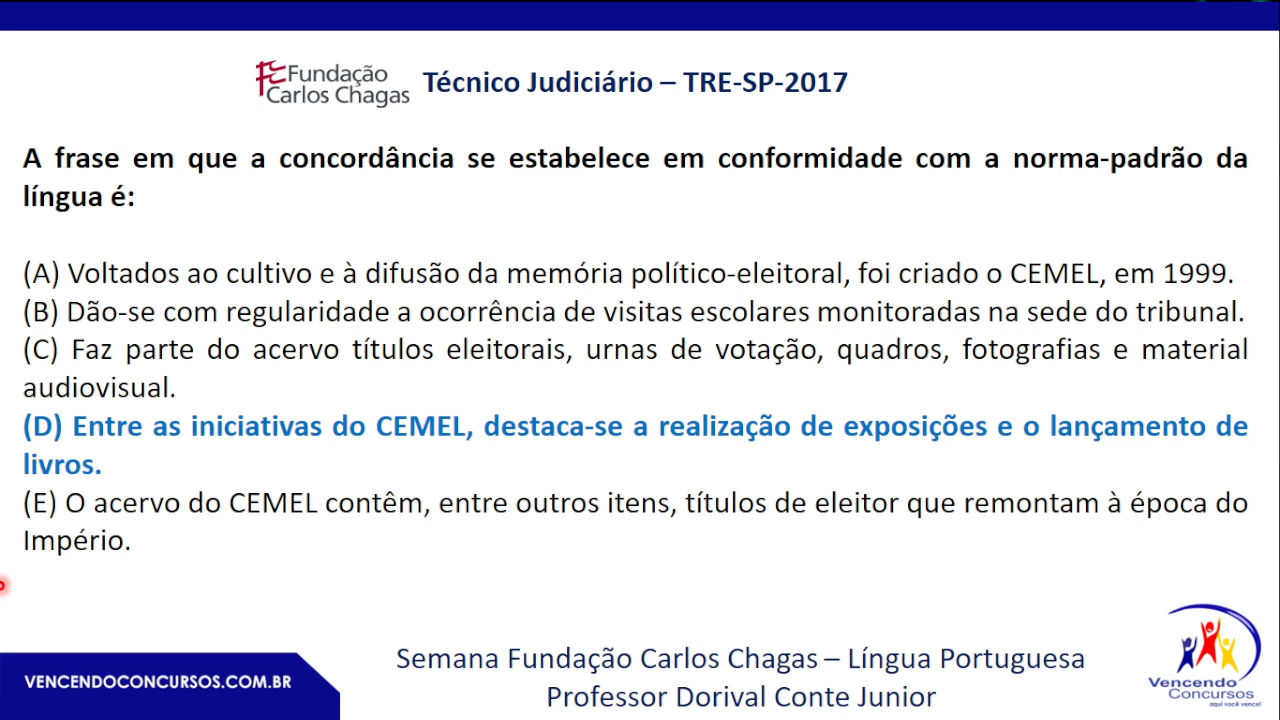 Fundação
Carlos Chagas
Técnico Judiciário – TRE-SP-2017
A frase em que a concordância se estabelece em conformidade com a norma-padrão da
língua é:
(A) Voltados ao cultivo e à difusão da memória político-eleitoral, foi criado o CEMEL, em 1999.
(B) Dão-se com regularidade a ocorrência de visitas escolares monitoradas na sede do tribunal.
(C) Faz parte do acervo títulos eleitorais, urnas de votação, quadros, fotografias e material
audiovisual.
(D) Entre as iniciativas do CEMEL, destaca-se a realização de exposições e o lançamento de
livros.
(E) O acervo do CEMEL contêm, entre outros itens, títulos de eleitor que remontam à época do
Império.
Semana Fundação Carlos Chagas – Língua Portuguesa
Professor Dorival Conte Junior
VENCENDOCONCURSOS.COM.BR
Vencendo
Concursos
aqui você vence!